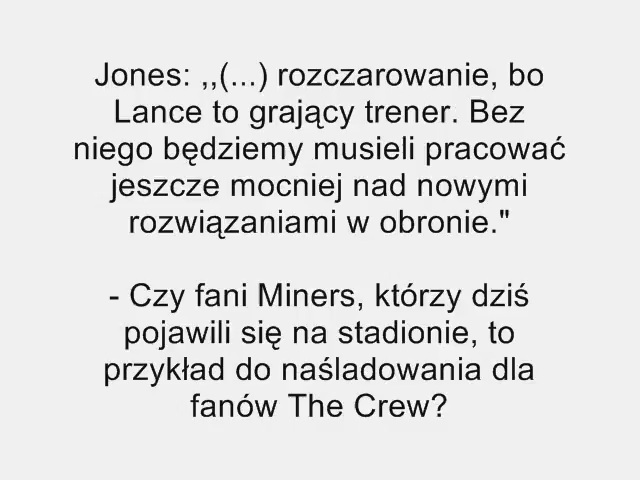 Jones: ,,(...) rozczarowanie, bo
Lance to grający trener. Bez
niego będziemy musieli pracować
jeszcze mocniej nad nowymi
rozwiązaniami w obronie."
- Czy fani Miners, którzy dziś
pojawili się na stadionie, to
przykład do naśladowania dla
fanów The Crew?